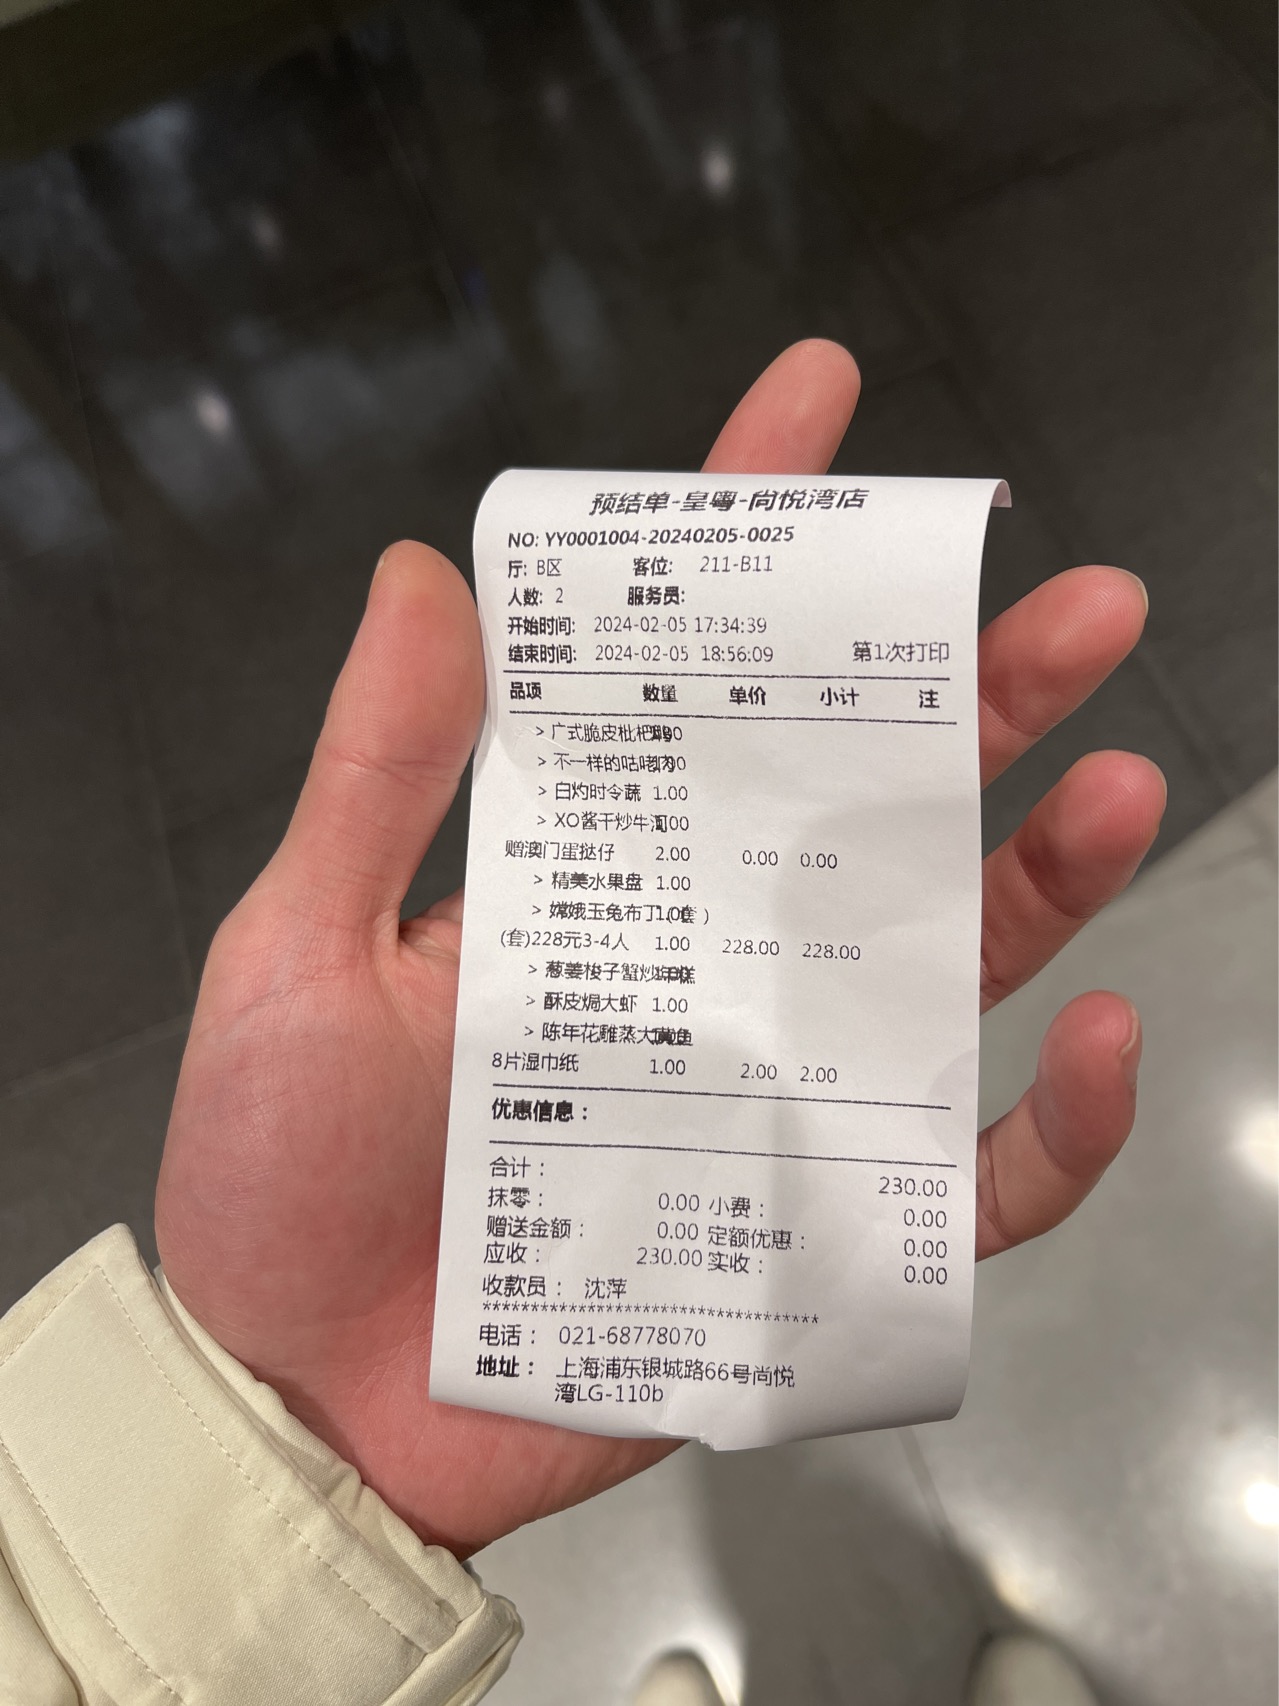 预结单-皇粤-尚悦湾店
NO: YY0001004-20240205-0025
厅: B区 客位: 211-B11
人数: 2 服务员:
开始时间: 2024-02-05 17:34:39
结束时间: 2024-02-05 18:56:09 第1次打印
品项 数量 单价 小计 注
> 广式脆皮枇杷鸭
> 不一样的咕咾肉
> 白灼时令蔬 1.00
> XO酱干炒牛河
赠澳门蛋挞仔 2.00 0.00 0.00
> 精美水果盘 1.00
> 嫦娥玉兔布丁(套)
(套)228元3-4人 1.00 228.00 228.00
> 葱姜梭子蟹炒年糕
> 酥皮焗大虾 1.00
> 陈年花雕蒸大黄鱼
8片湿巾纸 1.00 2.00 2.00
优惠信息：
合计： 230.00
抹零： 0.00 小费： 0.00
赠送金额： 0.00 定额优惠： 0.00
应收： 230.00 实收： 0.00
收款员： 沈萍
***********************************
电话： 021-68778070
地址： 上海浦东银城路66号尚悦
湾LG-110b